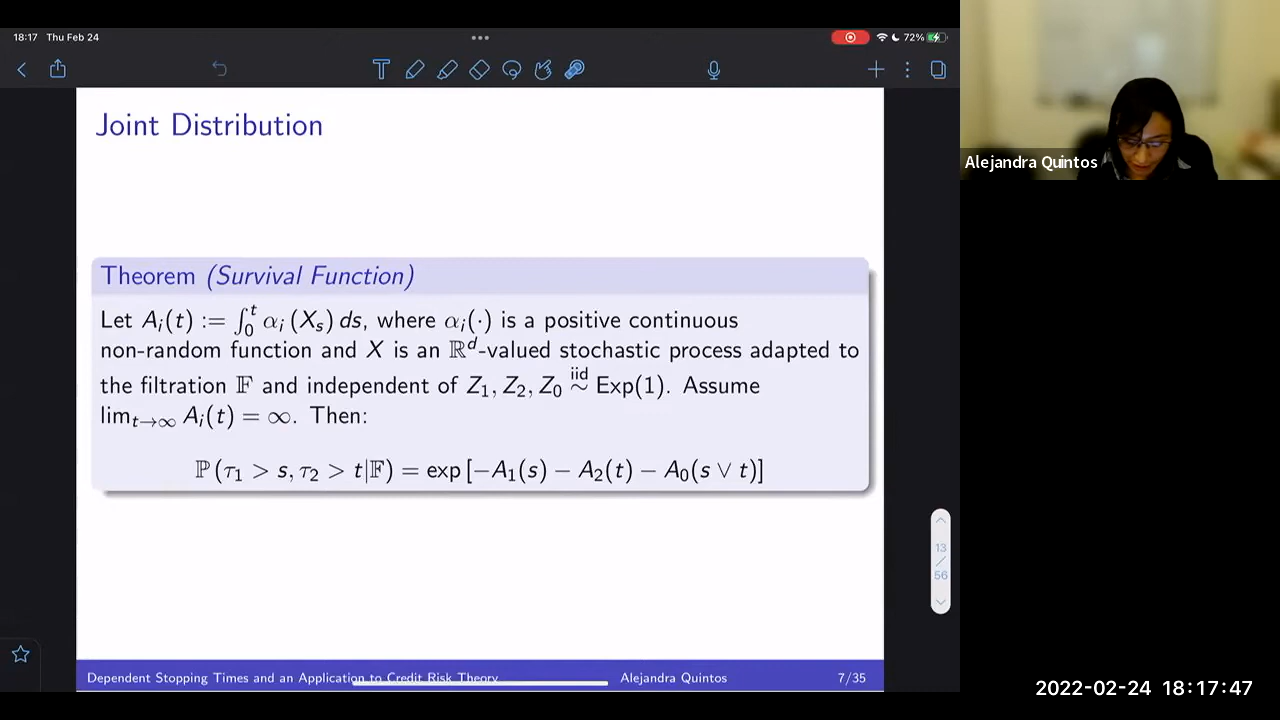 18:17 Thu Feb 24
72%
Joint Distribution
Theorem (Survival Function)
Let A_i(t) := ∫_0^t α_i (X_s) ds, where α_i(·) is a positive continuous
non-random function and X is an ℝ^d-valued stochastic process adapted to
the filtration 𝔽 and independent of Z_1, Z_2, Z_0 ~^iid Exp(1). Assume
lim_{t→∞} A_i(t) = ∞. Then:
ℙ (τ_1 > s, τ_2 > t|𝔽) = exp [−A_1(s) − A_2(t) − A_0(s ∨ t)]
13
/
56
Dependent Stopping Times and an Application to Credit Risk Theory Alejandra Quintos 7/35
Alejandra Quintos
2022-02-24 18:17:47